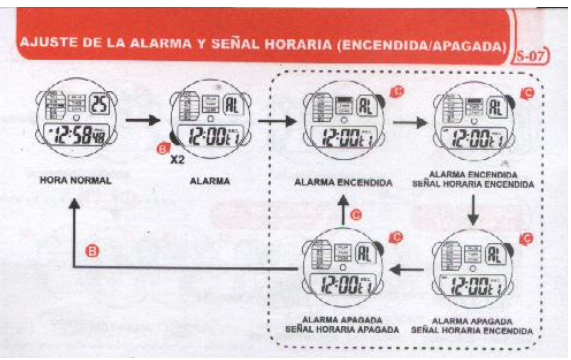 AJUSTE DE LA ALARMA Y SEÑAL HORARIA (ENCENDIDA/APAGADA)
S-07
25
12:58 48
HORA NORMAL
AL
12:00
B
X2
ALARMA
C
AL
12:00
ALARMA ENCENDIDA
C
AL
12:00
ALARMA ENCENDIDA
SEÑAL HORARIA ENCENDIDA
B
C
C
AL
12:00
ALARMA APAGADA
SEÑAL HORARIA APAGADA
C
AL
12:00
ALARMA APAGADA
SEÑAL HORARIA ENCENDIDA